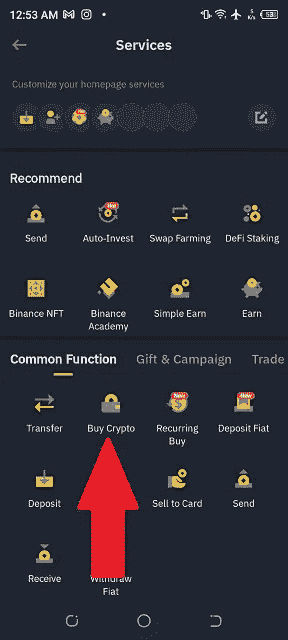 12:53 AM
Services
Customize your homepage services
Recommend
Hot
Send
Auto-Invest
Swap Farming
DeFi Staking
Binance NFT
Binance
Academy
Simple Earn
Earn
Common Function
Gift & Campaign
Trade
New
New
Transfer
Buy Crypto
Recurring
Buy
Deposit Fiat
Deposit
Sell to Card
Send
Receive
Withdraw
Fiat